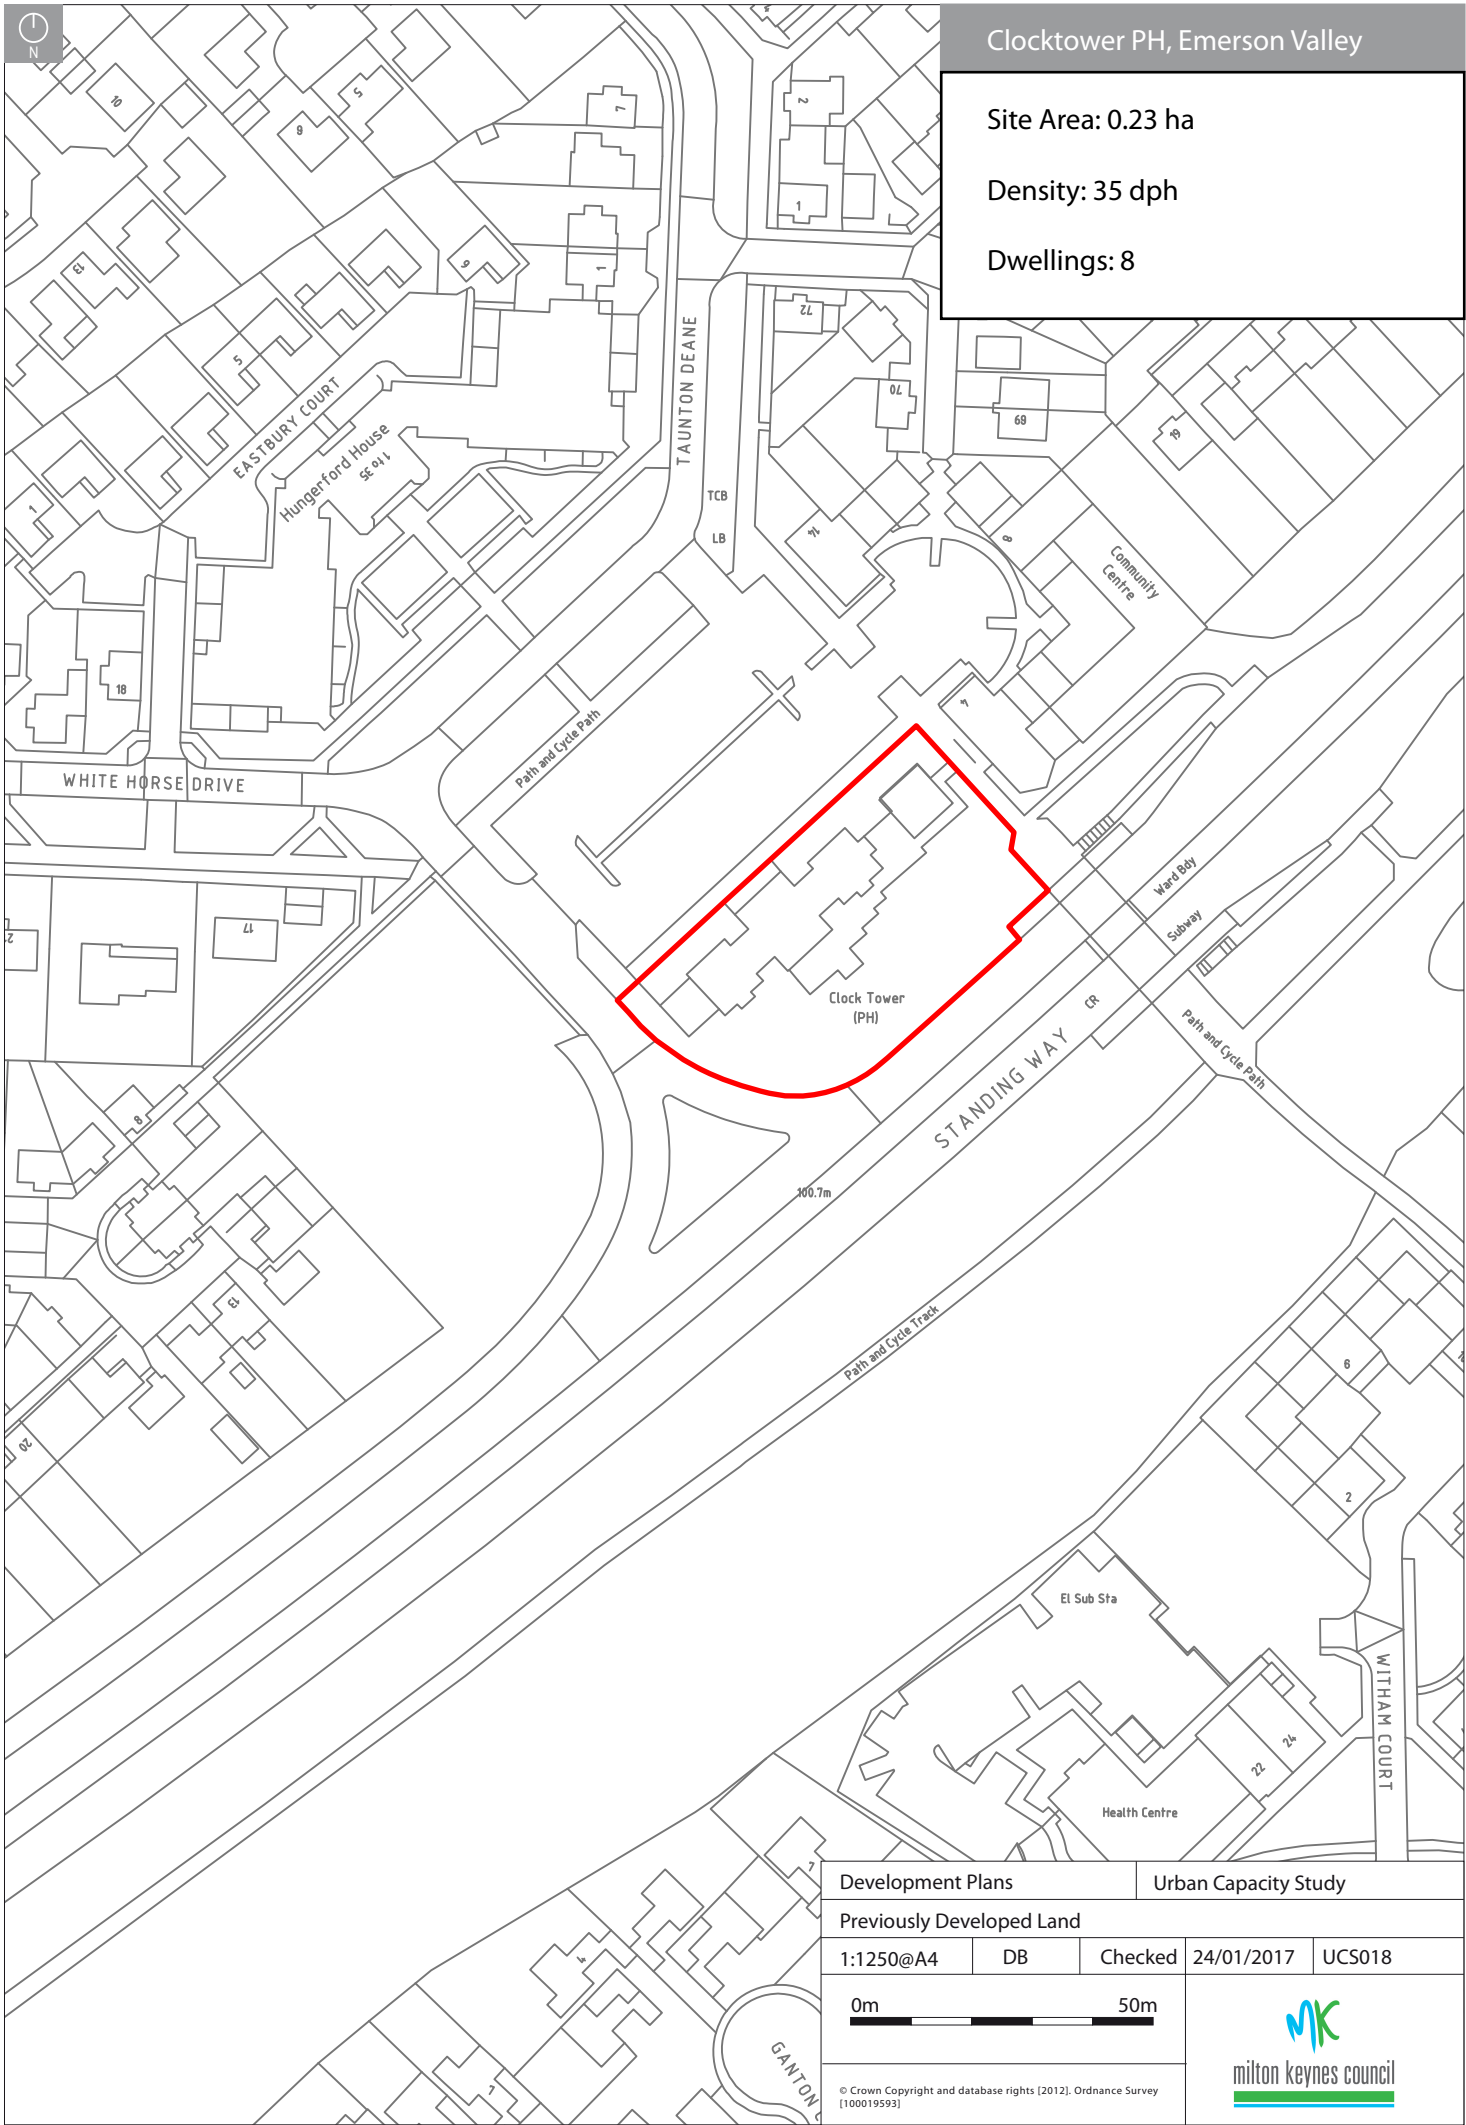 N
Clocktower PH, Emerson Valley
Site Area: 0.23 ha
Density: 35 dph
Dwellings: 8
10
5
6
7
2
1
13
9
1
72
5
EASTBURY COURT
Hungerford House
1 to 35
TAUNTON DEANE
70
69
19
1
TCB
LB
14
8
Community
Centre
18
4
Path and Cycle Path
WHITE HORSE DRIVE
17
Ward Bdy
Subway
Clock Tower
(PH)
CR
STANDING WAY
Path and Cycle Path
8
100.7m
13
Path and Cycle Track
6
20
2
El Sub Sta
WITHAM COURT
24
22
Health Centre
7
1
GANTON
Development Plans
Urban Capacity Study
Previously Developed Land
1:1250@A4
DB
Checked
24/01/2017
UCS018
0m
50m
milton keynes council
© Crown Copyright and database rights [2012]. Ordnance Survey
[100019593]